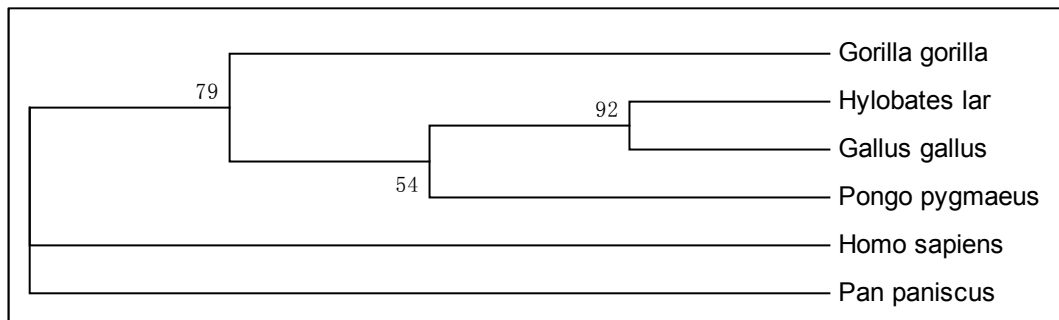 Gorilla gorilla
79
Hylobates lar
92
Gallus gallus
54
Pongo pygmaeus
Homo sapiens
Pan paniscus